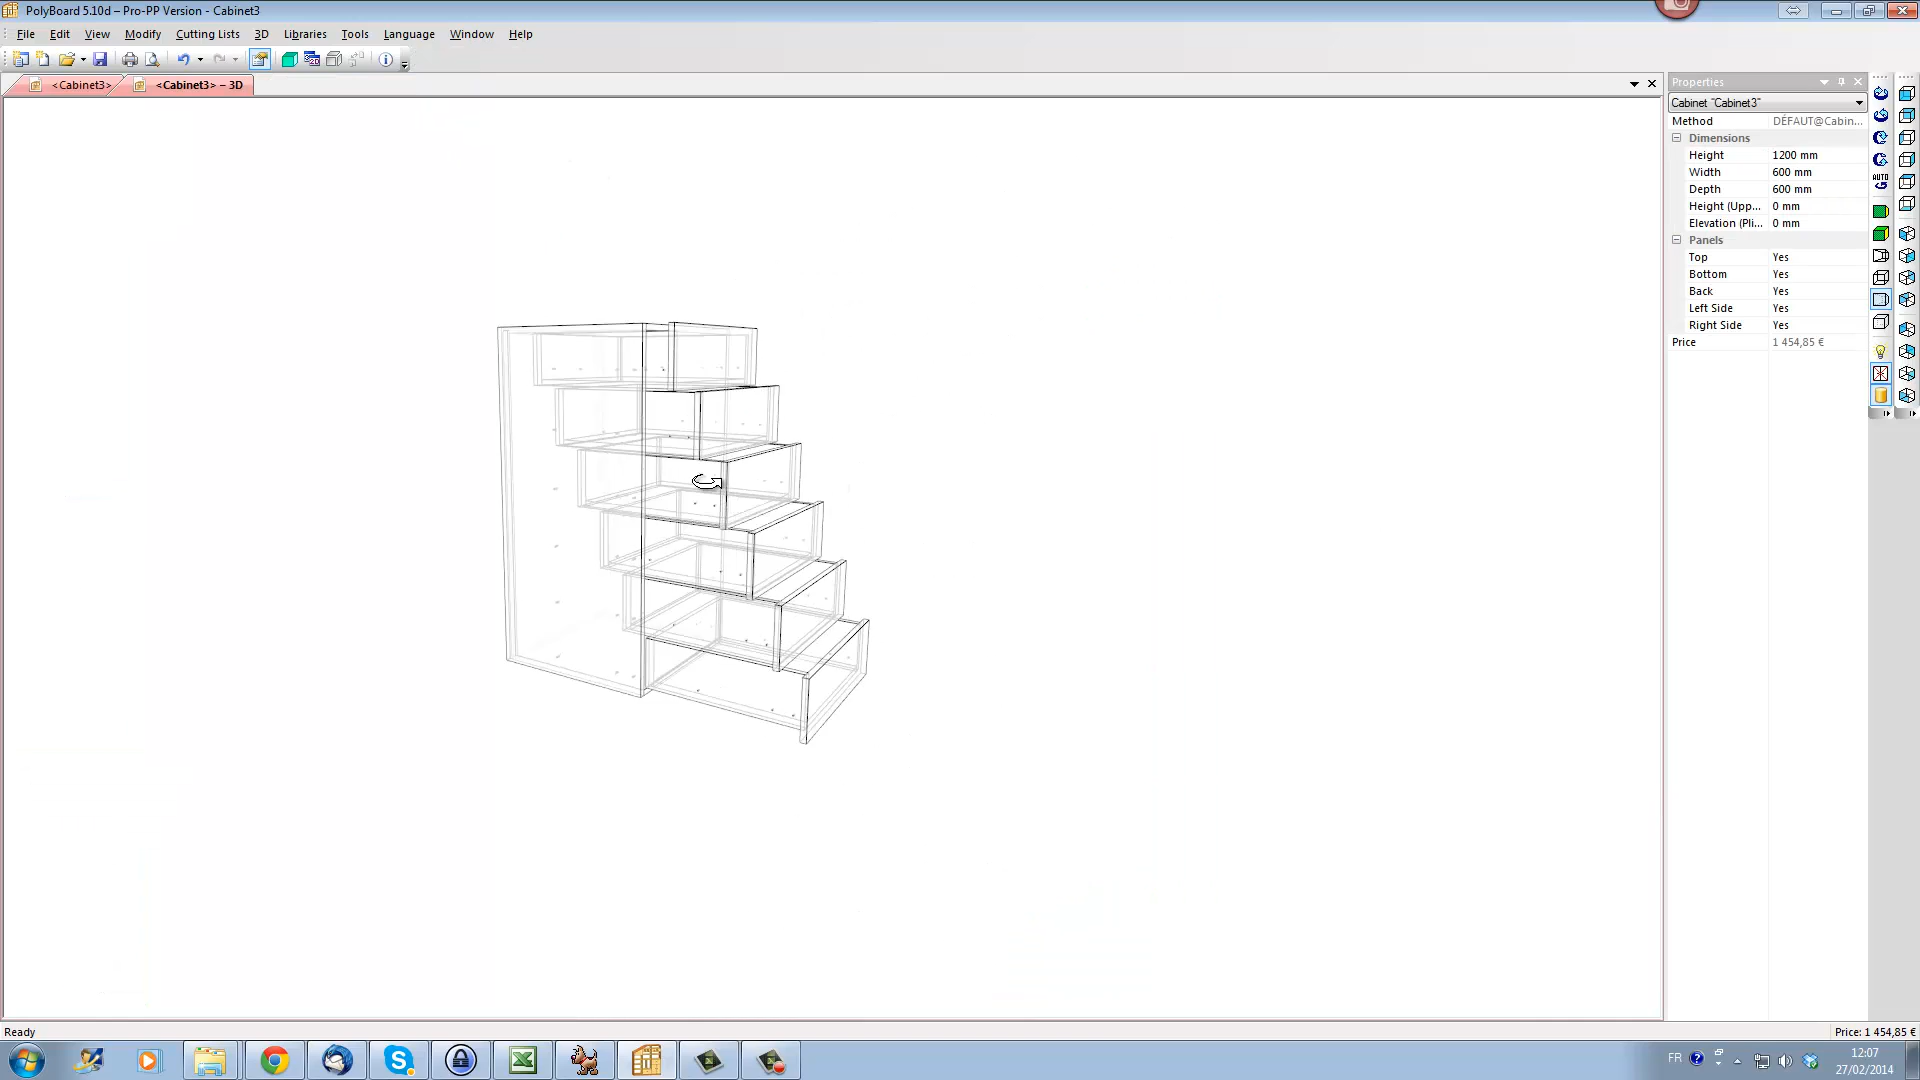 PolyBoard 5.10d – Pro-PP Version - Cabinet3
File Edit View Modify Cutting Lists 3D Libraries Tools Language Window Help
<Cabinet3> <Cabinet3> – 3D
Properties
Cabinet "Cabinet3"
Method DÉFAUT@Cabin...
Dimensions
Height 1200 mm
Width 600 mm
Depth 600 mm
Height (Upp... 0 mm
Elevation (Pli... 0 mm
Panels
Top Yes
Bottom Yes
Back Yes
Left Side Yes
Right Side Yes
Price 1 454,85 €
AUTO
Ready
Price: 1 454,85 €
FR
12:07
27/02/2014